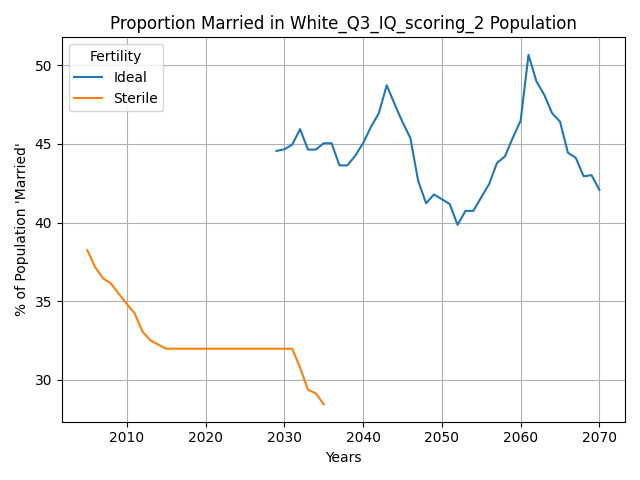 Proportion Married in White_Q3_IQ_scoring_2 Population
% of Population 'Married'
Fertility
Ideal
Sterile
50
45
40
35
30
2010 2020 2030 2040 2050 2060 2070
Years